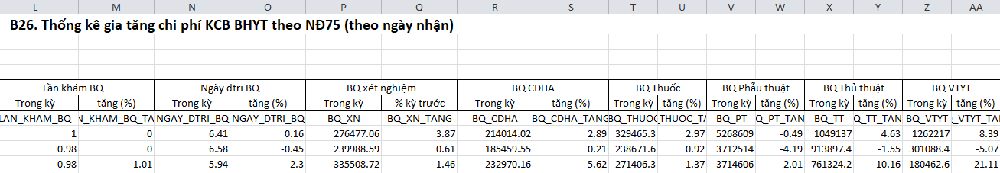 L M N O P Q R S T U V W X Y Z AA
B26. Thống kê gia tăng chi phí KCB BHYT theo NĐ75 (theo ngày nhận)
Lần khám BQ Ngày đtri BQ BQ xét nghiệm BQ CĐHA BQ Thuốc BQ Phẫu thuật BQ Thủ thuật BQ VTYT
Trong kỳ tăng (%) Trong kỳ tăng (%) Trong kỳ % kỳ trước Trong kỳ tăng (%) Trong kỳ tăng (%) Trong kỳ tăng (%) Trong kỳ tăng (%) Trong kỳ tăng (%)
LAN_KHAM_BQ N_KHAM_BQ_TA NGAY_DTRI_BQ NGAY_DTRI_BQ BQ_XN BQ_XN_TANG BQ_CDHA BQ_CDHA_TANG BQ_THUOC THUOC_TA BQ_PT Q_PT_TAN BQ_TT Q_TT_TAN BQ_VTYT _VTYT_TAN
1 0 6.41 0.16 276477.06 3.87 214014.02 2.89 329465.3 2.97 5268609 -0.49 1049137 4.63 1262217 8.39
0.98 0 6.58 -0.45 239988.59 0.61 185459.55 0.21 238671.6 0.92 3712514 -4.19 913897.4 -1.55 301088.4 -5.07
0.98 -1.01 5.94 -2.3 335508.72 1.46 232970.16 -5.62 271406.3 1.37 3714606 -2.01 761324.2 -10.16 180462.6 -21.11